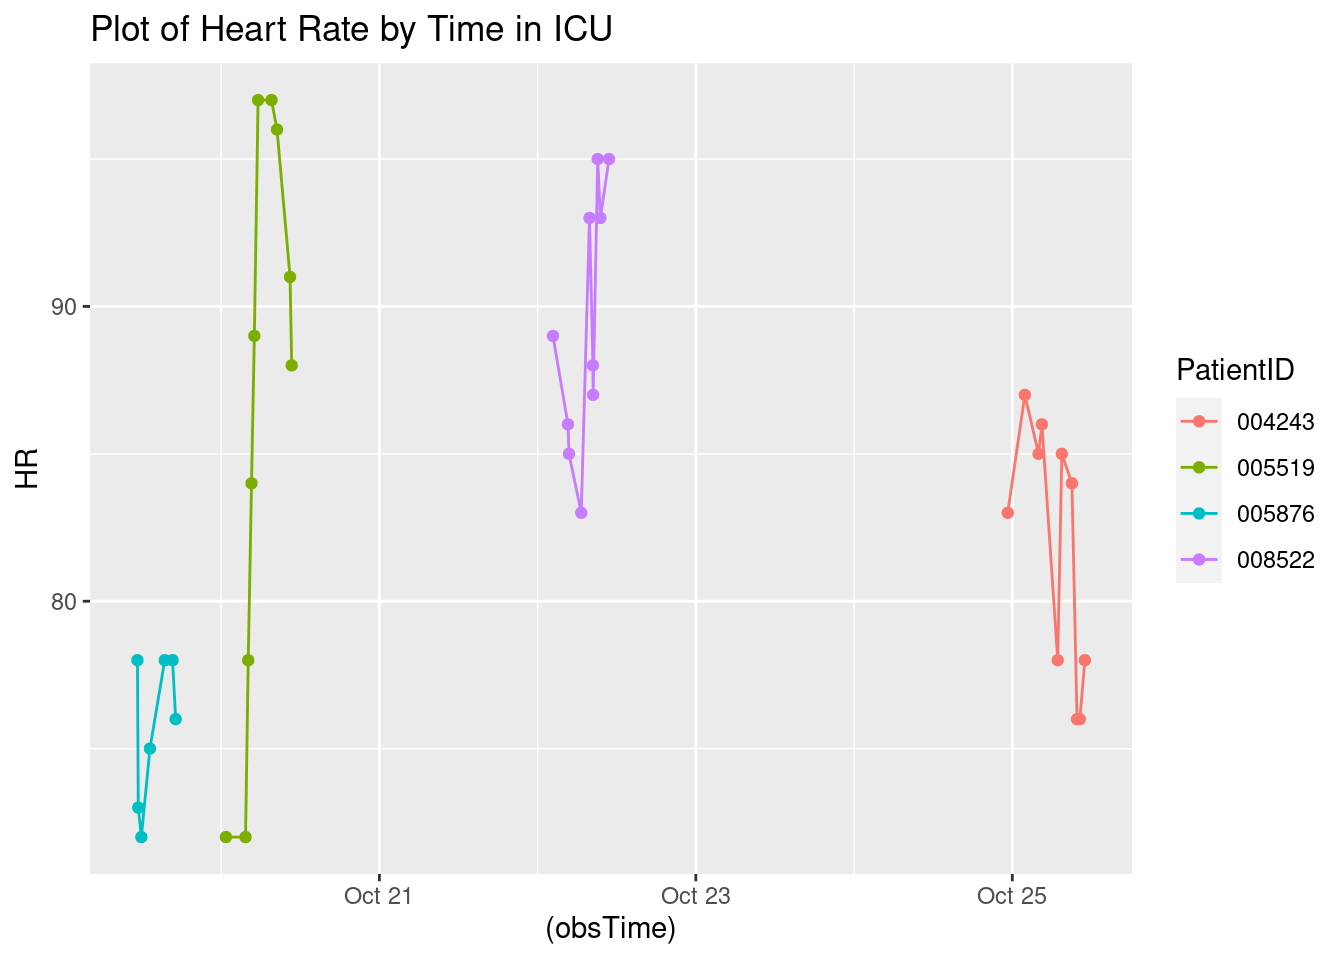 Plot of Heart Rate by Time in ICU
HR
90
80
Oct 21
Oct 23
Oct 25
(obsTime)
PatientID
004243
005519
005876
008522